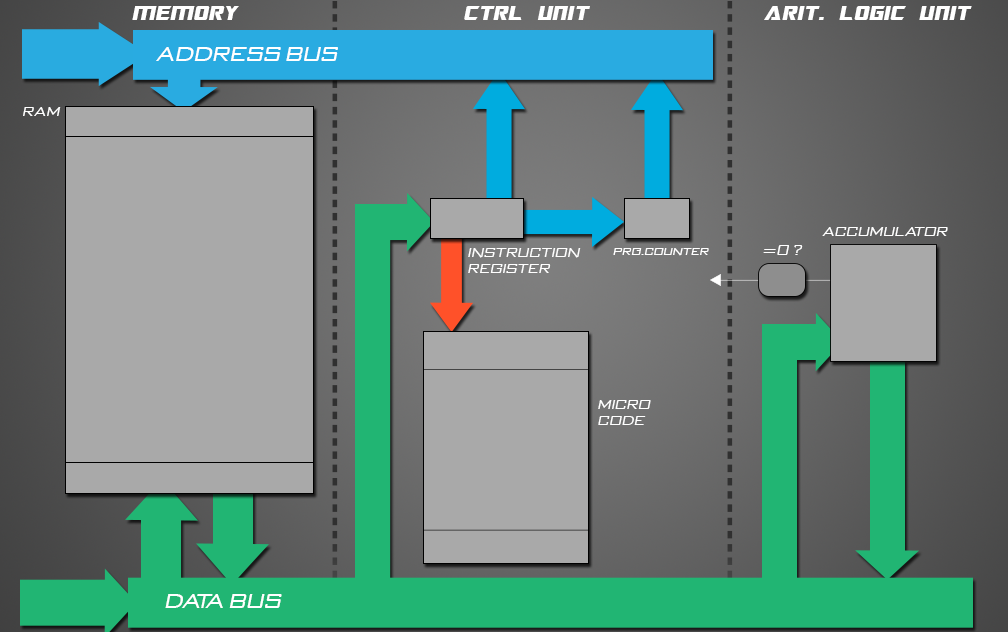 MEMORY
CTRL UNIT
ARIT. LOGIC UNIT
ADDRESS BUS
RAM
ACCUMULATOR
=0 ?
INSTRUCTION
REGISTER
PRG.COUNTER
MICRO
CODE
DATA BUS